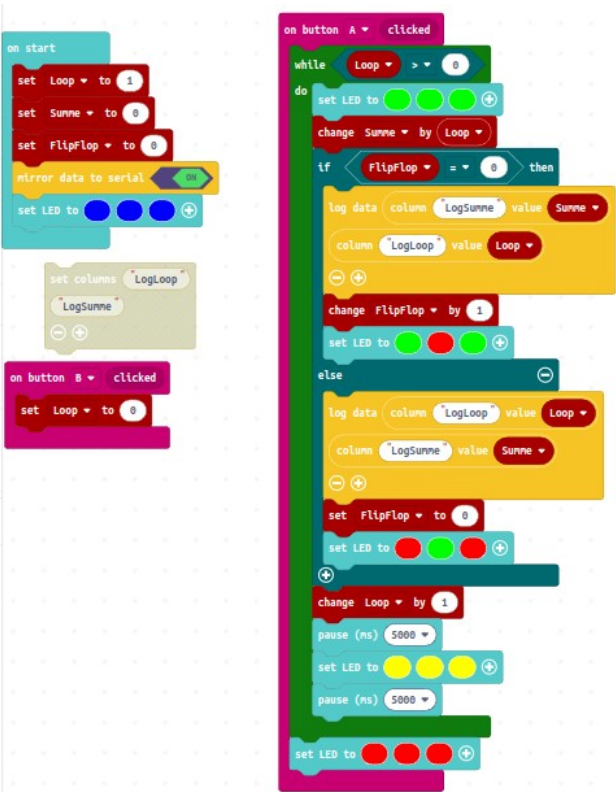 on start
set Loop to 1
set Summe to 0
set FlipFlop to 0
mirror data to serial ON
set LED to
set columns "LogLoop"
"LogSumme"
on button B clicked
set Loop to 0
on button A clicked
while Loop > 0
do
set LED to
change Summe by Loop
if FlipFlop = 0 then
log data column "LogSumme" value Summe
column "LogLoop" value Loop
change FlipFlop by 1
set LED to
else
log data column "LogLoop" value Loop
column "LogSumme" value Summe
set FlipFlop to 0
set LED to
change Loop by 1
pause (ms) 5000
set LED to
pause (ms) 5000
set LED to